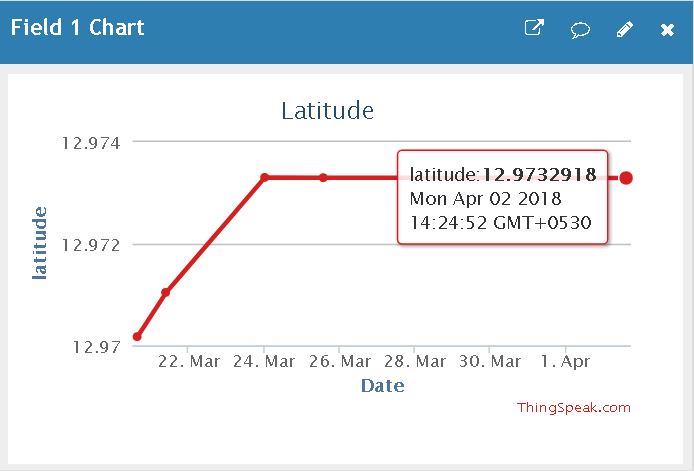 Field 1 Chart
Latitude
12.974
12.972
12.97
latitude
latitude:12.9732918
Mon Apr 02 2018
14:24:52 GMT+0530
22. Mar 24. Mar 26. Mar 28. Mar 30. Mar 1. Apr
Date
ThingSpeak.com